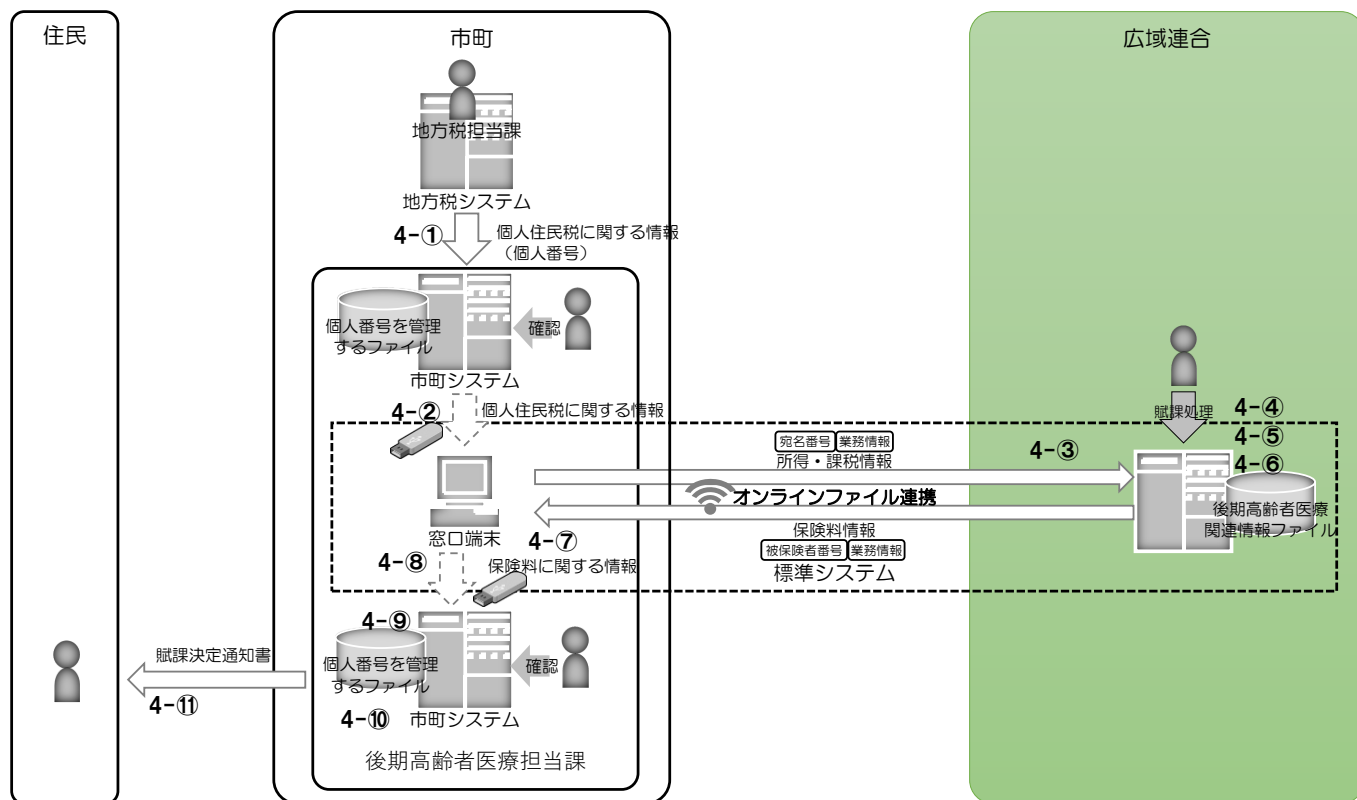 住民
市町
広域連合
地方税担当課
地方税システム
4-①
個人住民税に関する情報
（個人番号）
個人番号を管理
するファイル
確認
市町システム
4-②
個人住民税に関する情報
賦課処理
4-④
4-⑤
4-⑥
宛名番号 業務情報
所得・課税情報
4-③
オンラインファイル連携
後期高齢者医療
関連情報ファイル
窓口端末
4-⑦
保険料情報
被保険者番号 業務情報
標準システム
4-⑧
保険料に関する情報
4-⑨
個人番号を管理
するファイル
確認
4-⑩
市町システム
賦課決定通知書
4-⑪
後期高齢者医療担当課